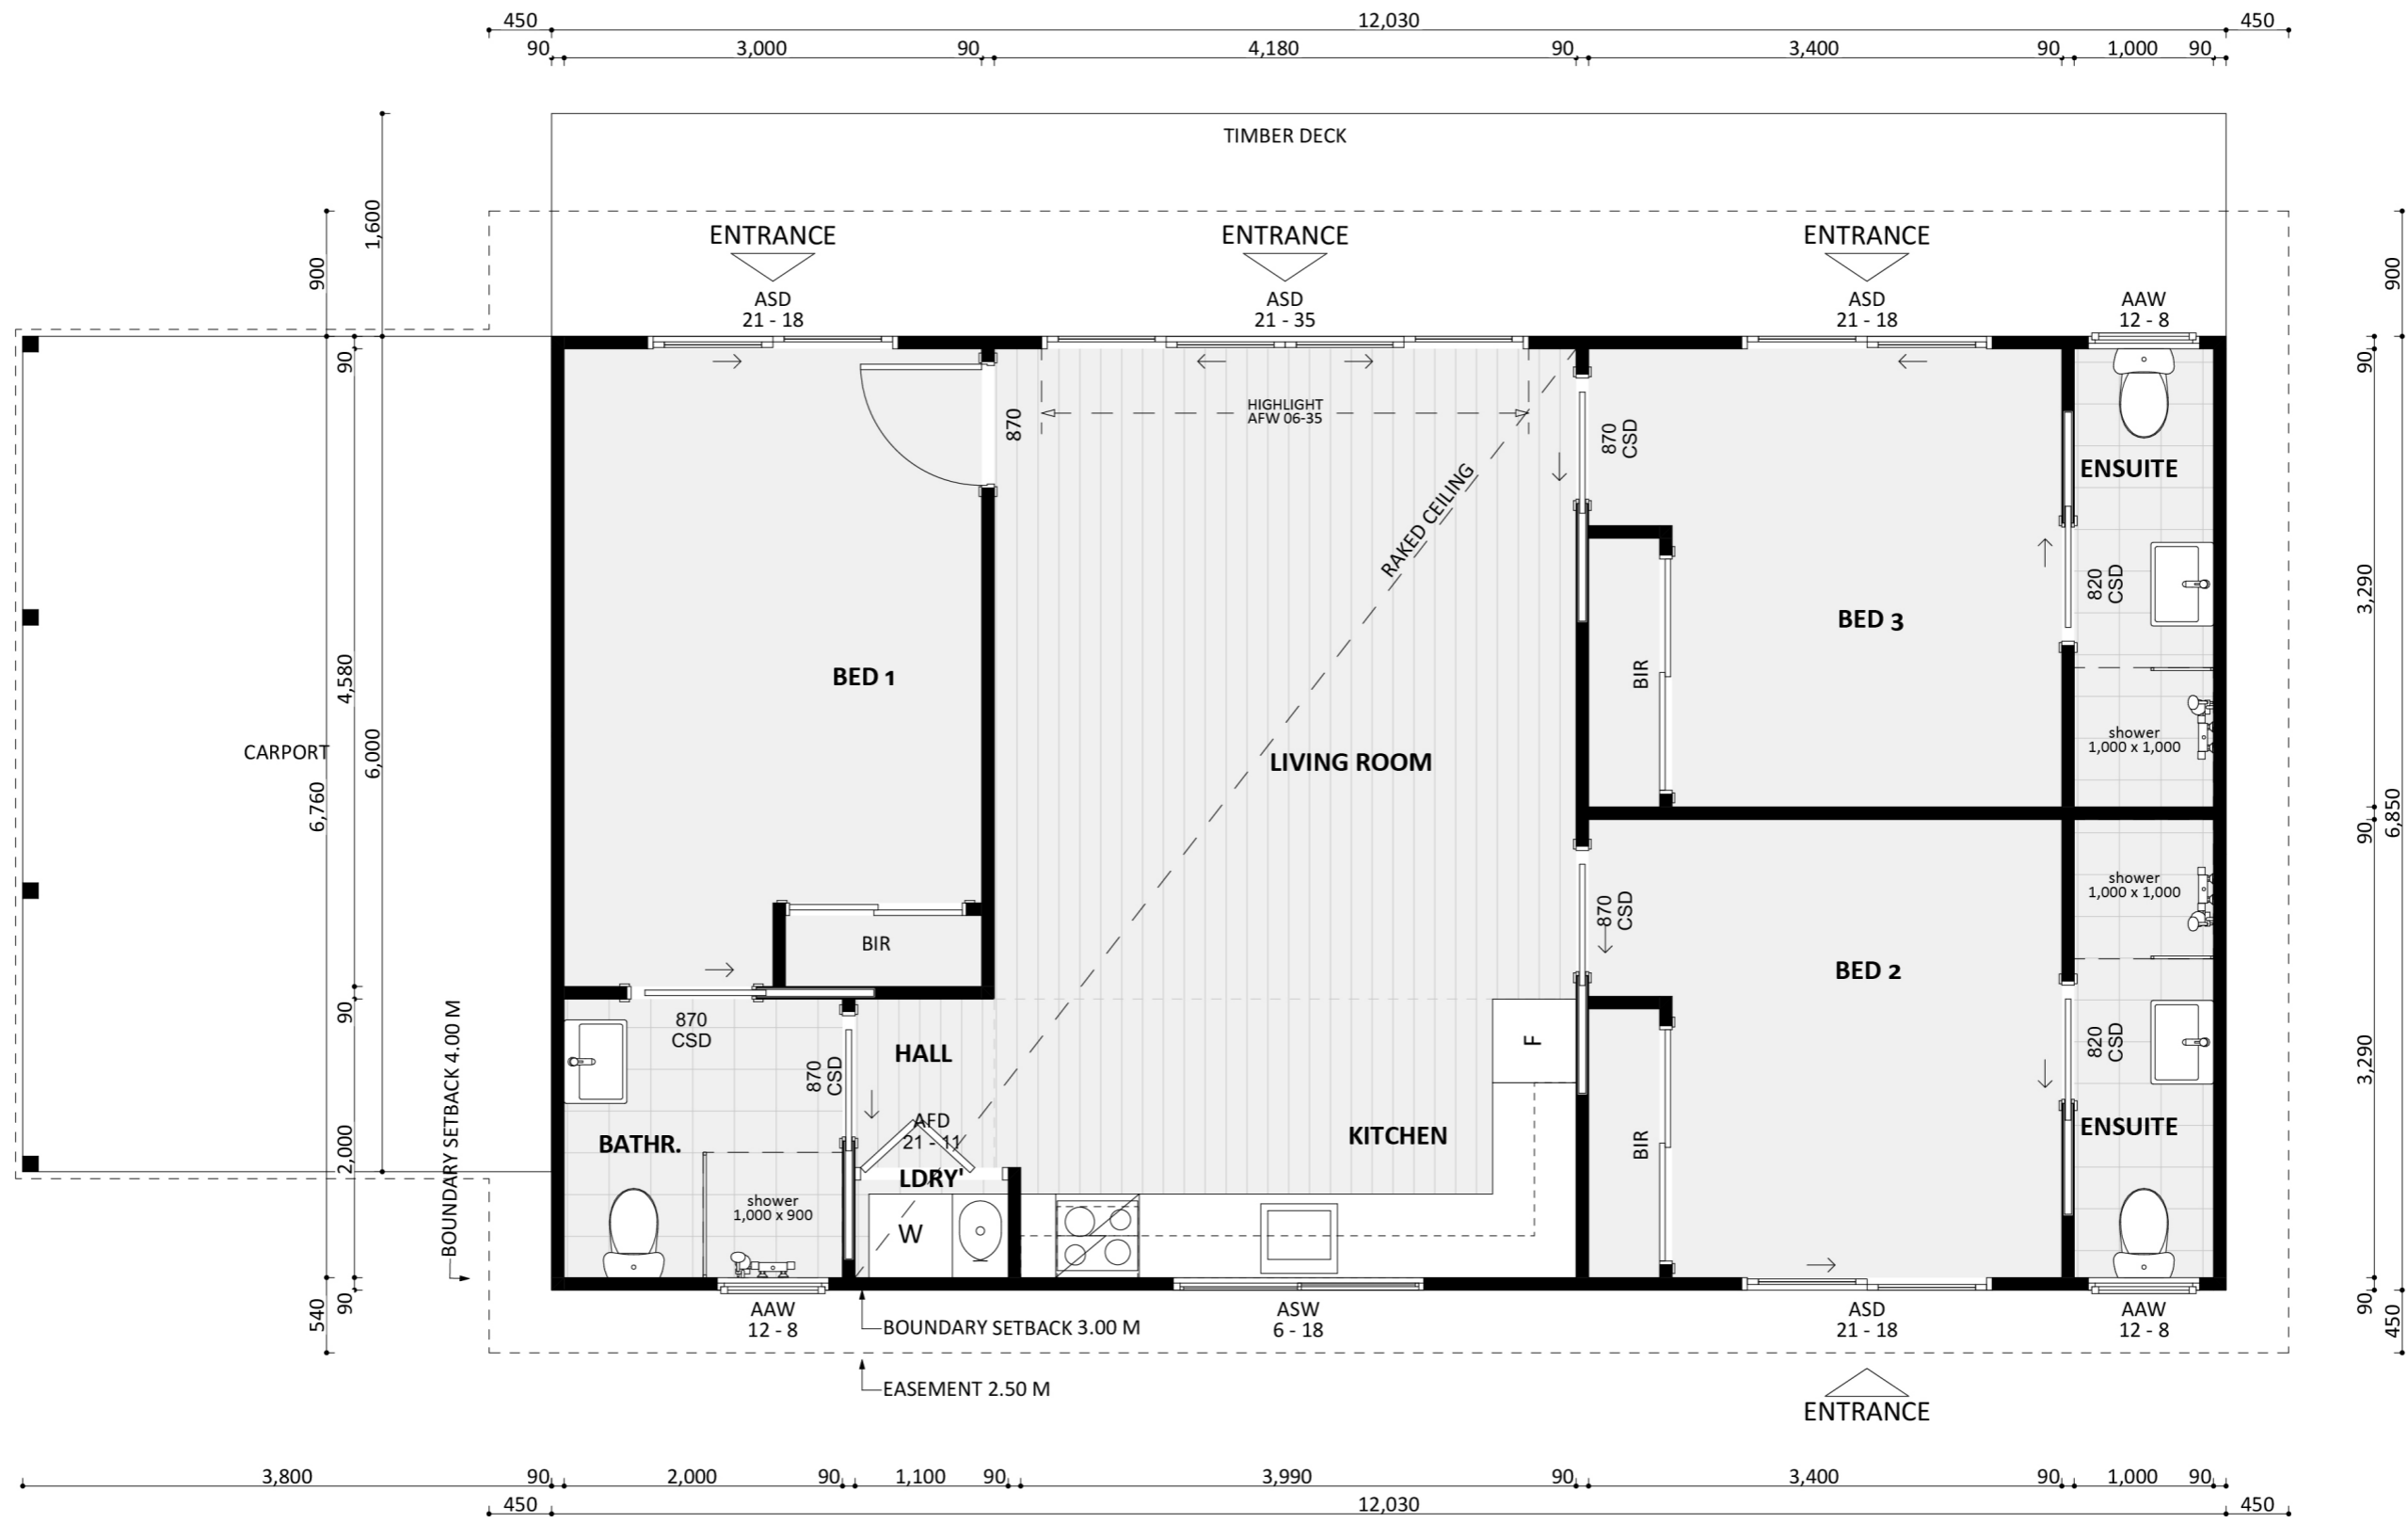 450
12,030
450
90
3,000
90
4,180
90
3,400
90
1,000
90
TIMBER DECK
1,600
900
900
ENTRANCE
ENTRANCE
ENTRANCE
ASD
21 - 18
ASD
21 - 35
ASD
21 - 18
AAW
12 - 8
90
90
870
HIGHLIGHT
AFW 06-35
870
CSD
ENSUITE
RAKED CEILING
820
CSD
3,290
BED 3
BED 1
BIR
4,580
6,000
6,760
CARPORT
LIVING ROOM
shower
1,000 x 1,000
6,850
90
shower
1,000 x 1,000
870
CSD
BIR
BED 2
90
870
CSD
BOUNDARY SETBACK 4.00 M
HALL
870
CSD
F
820
CSD
3,290
AFD
21 - 11
2,000
BATHR.
KITCHEN
BIR
ENSUITE
LDRY'
shower
1,000 x 900
W
540
90
90
450
AAW
12 - 8
ASW
6 - 18
ASD
21 - 18
AAW
12 - 8
BOUNDARY SETBACK 3.00 M
EASEMENT 2.50 M
ENTRANCE
3,800
90
2,000
90
1,100
90
3,990
90
3,400
90
1,000
90
450
12,030
450